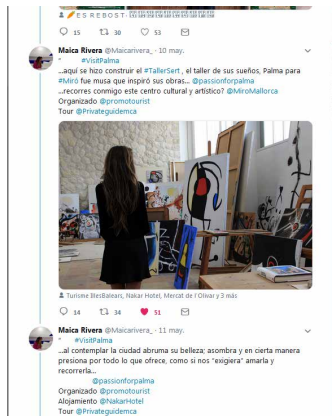 E S R E B O S T ·
15 30 53
Maica Rivera @Maicarivera_ · 10 may.
" #VisitPalma
...aquí se hizo construir el #TallerSert , el taller de sus sueños, Palma para
#Miró fue musa que inspiró sus obras... @passionforpalma
...recorres conmigo este centro cultural y artístico? @MiroMallorca
Organizado @promotourist
Tour @Privateguidemca
Turisme IllesBalears, Nakar Hotel, Mercat de l'Olivar y 3 más
14 34 51
Maica Rivera @Maicarivera_ · 11 may.
" #VisitPalma
...al contemplar la ciudad abruma su belleza; asombra y en cierta manera
presiona por todo lo que ofrece, como si nos "exigiera" amarla y
recorrerla...
@passionforpalma
Organizado @promotourist
Alojamiento @NakarHotel
Tour @Privateguidemca